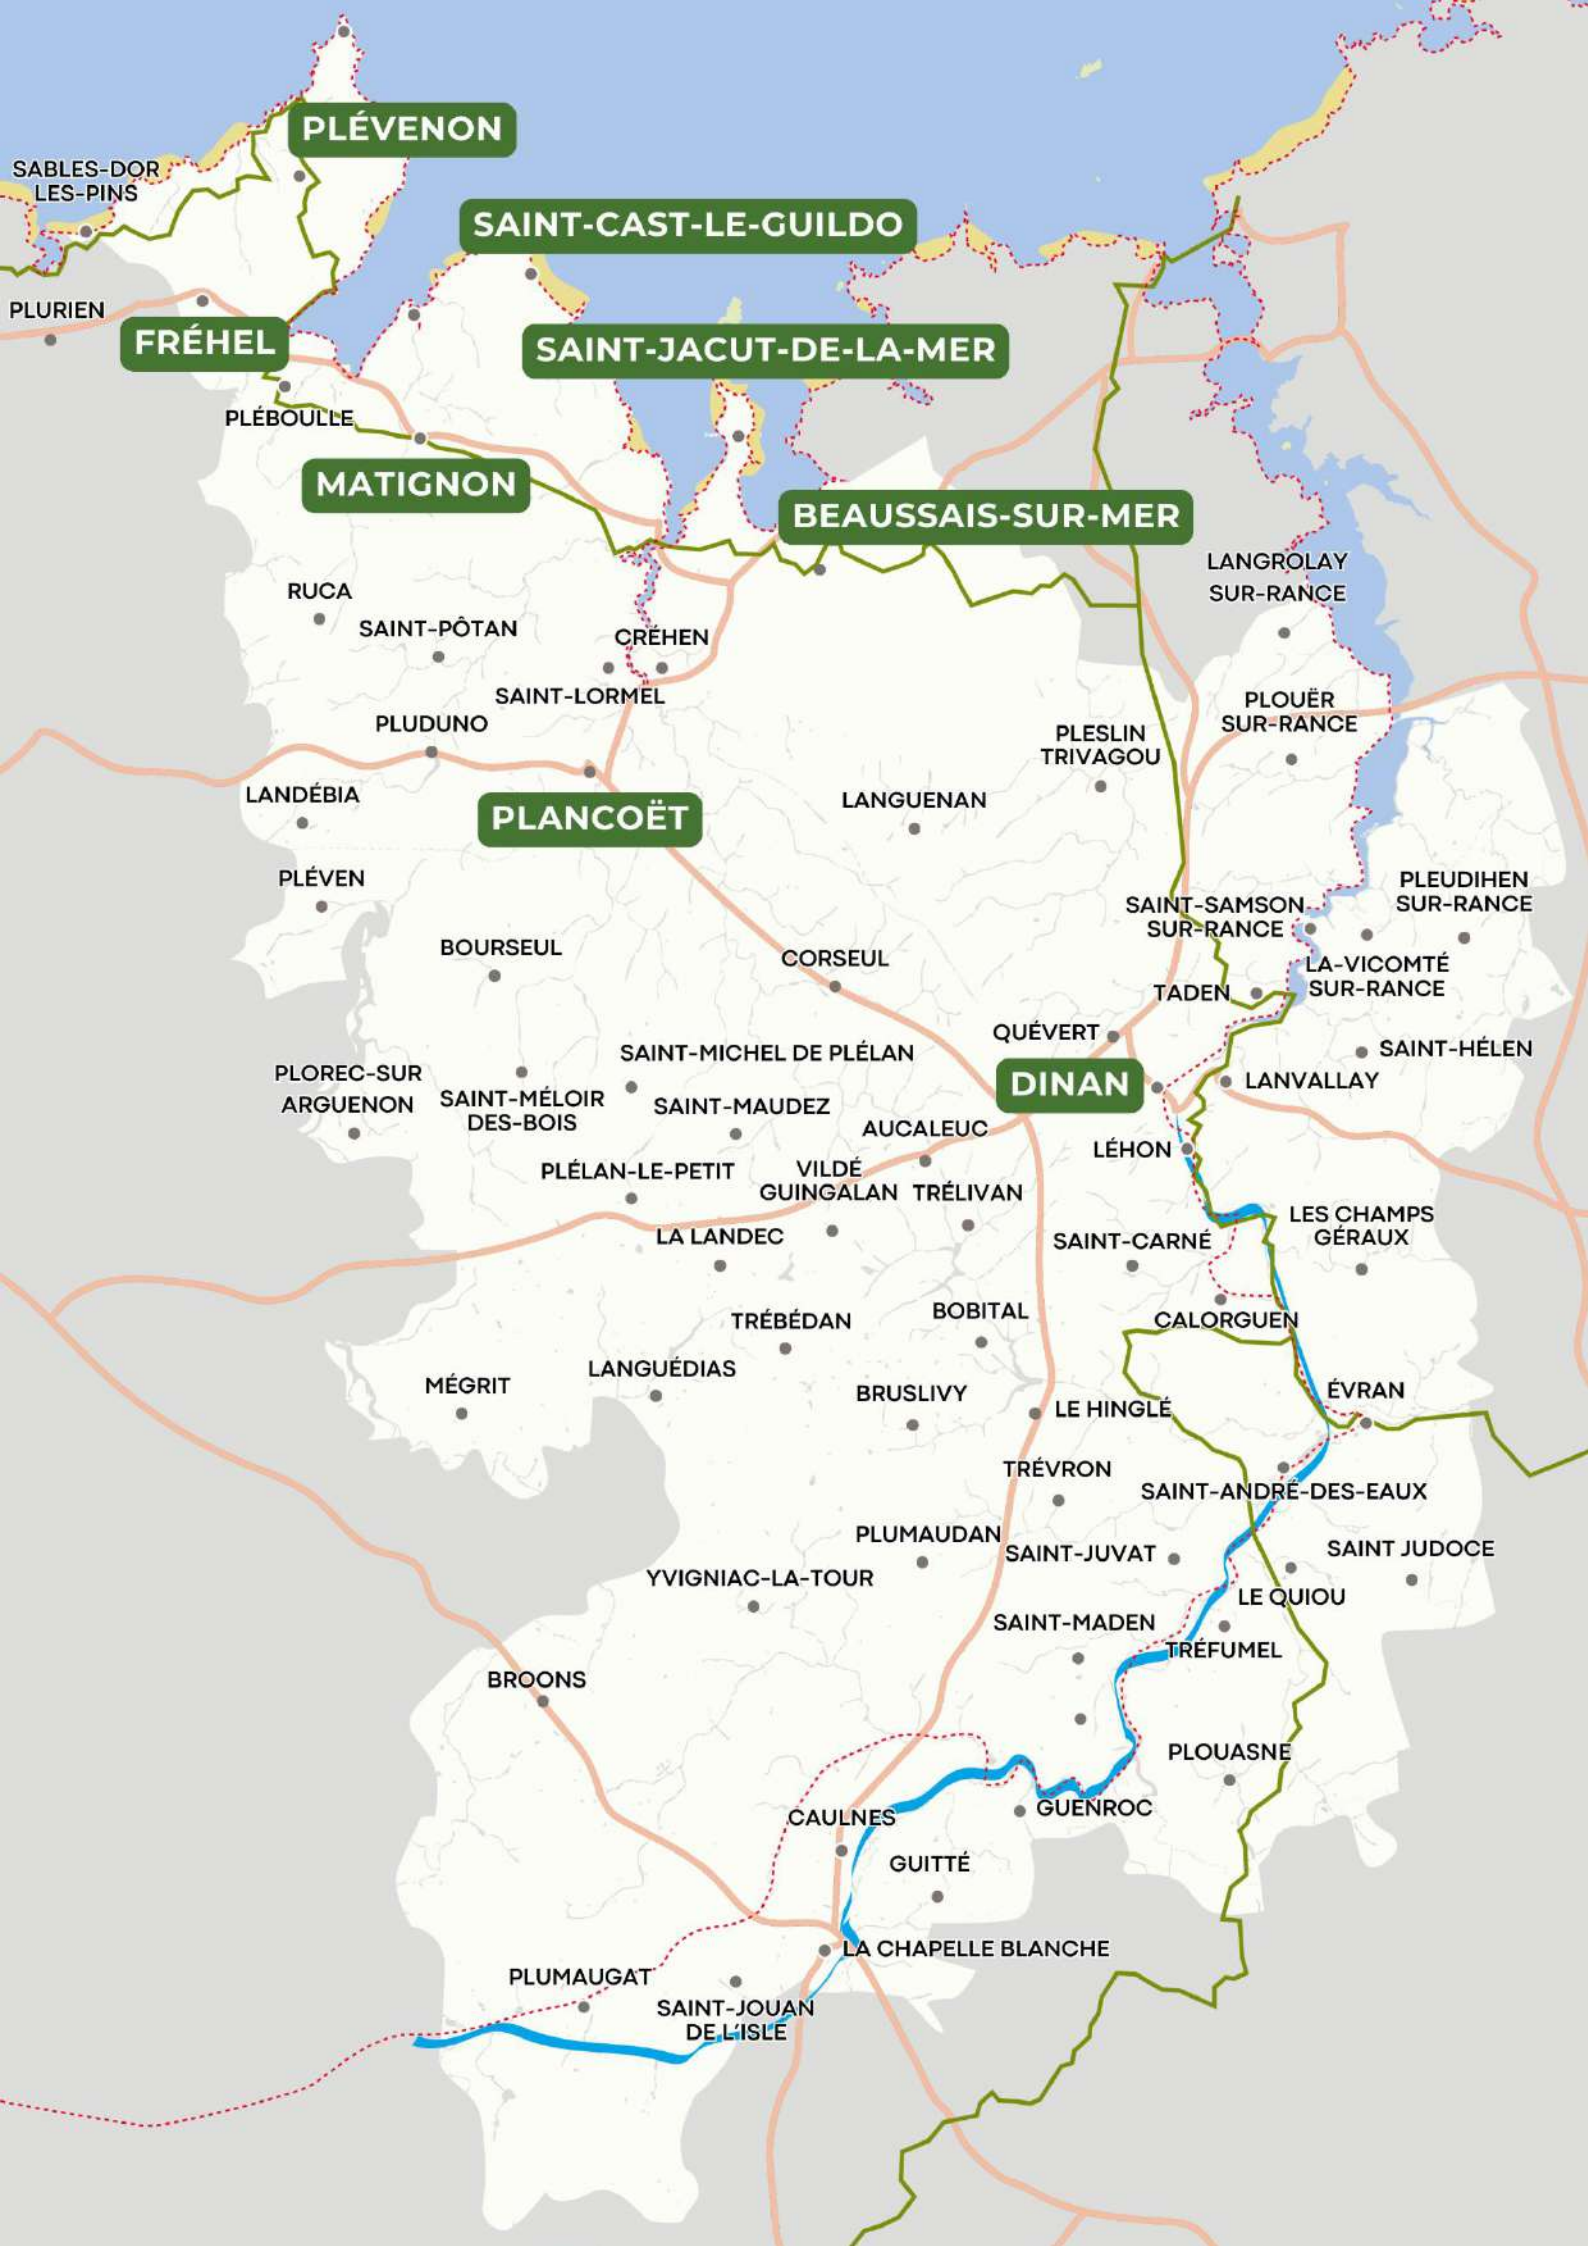 PLÉVENON
SABLES-DOR
LES-PINS
SAINT-CAST-LE-GUILDO
PLURIEN
FRÉHEL
SAINT-JACUT-DE-LA-MER
PLÉBOULLE
MATIGNON
BEAUSSAIS-SUR-MER
LANGROLAY
SUR-RANCE
RUCA
SAINT-PÔTAN
CRÉHEN
SAINT-LORMEL
PLOUËR
SUR-RANCE
PLUDUNO
PLESLIN
TRIVAGOU
LANDÉBIA
LANGUENAN
PLANCOËT
PLÉVEN
PLEUDIHEN
SUR-RANCE
SAINT-SAMSON
SUR-RANCE
BOURSEUL
CORSEUL
LA-VICOMTÉ
SUR-RANCE
TADEN
QUÉVERT
SAINT-HÉLEN
SAINT-MICHEL DE PLÉLAN
PLOREC-SUR
ARGUENON
DINAN
LANVALLAY
SAINT-MÉLOIR
DES-BOIS
SAINT-MAUDEZ
AUCALEUC
LÉHON
PLÉLAN-LE-PETIT
VILDÉ
GUINGALAN
TRÉLIVAN
LES CHAMPS
GÉRAUX
LA LANDEC
SAINT-CARNÉ
TRÉBÉDAN
BOBITAL
CALORGUEN
LANGUÉDIAS
MÉGRIT
BRUSLIVY
ÉVRAN
LE HINGLÉ
TRÉVRON
SAINT-ANDRÉ-DES-EAUX
PLUMAUDAN
SAINT-JUVAT
SAINT JUDOCE
YVIGNIAC-LA-TOUR
LE QUIOU
SAINT-MADEN
TRÉFUMEL
BROONS
PLOUASNE
GUENROC
CAULNES
GUITTÉ
LA CHAPELLE BLANCHE
PLUMAUGAT
SAINT-JOUAN
DE L'ISLE